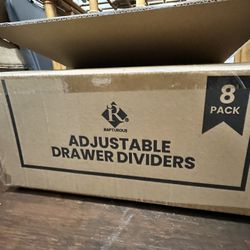 8
PACK
R
RAPTUROUS
ADJUSTABLE
DRAWER DIVIDERS